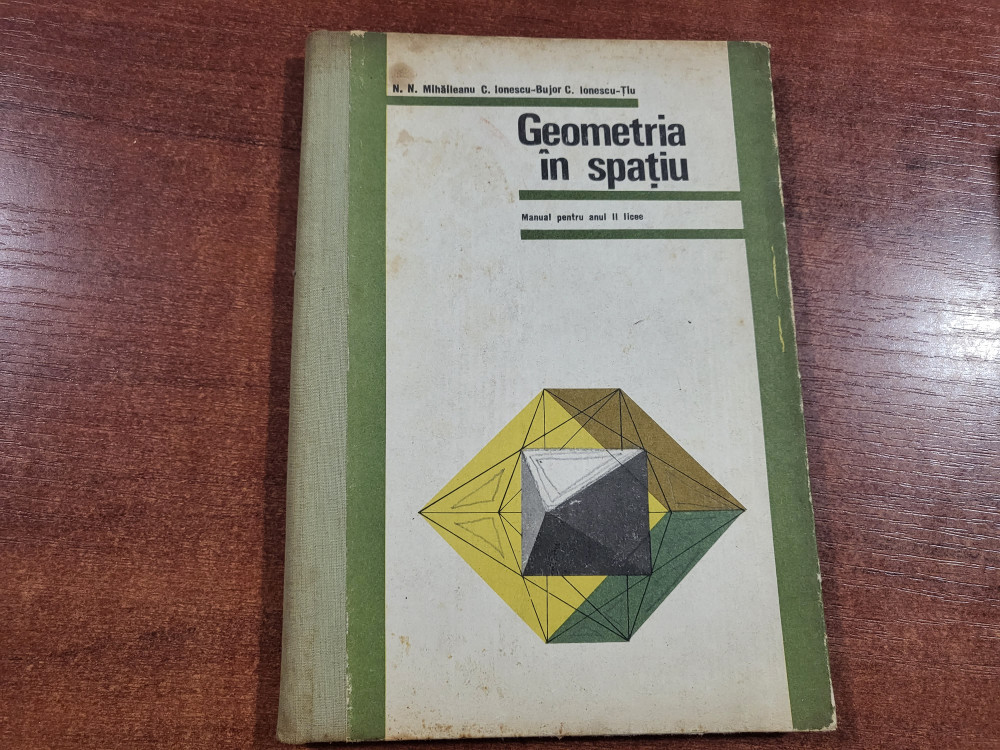 N. N. Mihăileanu C. Ionescu-Bujor C. Ionescu-Țiu
Geometria
în spațiu
Manual pentru anul II licee